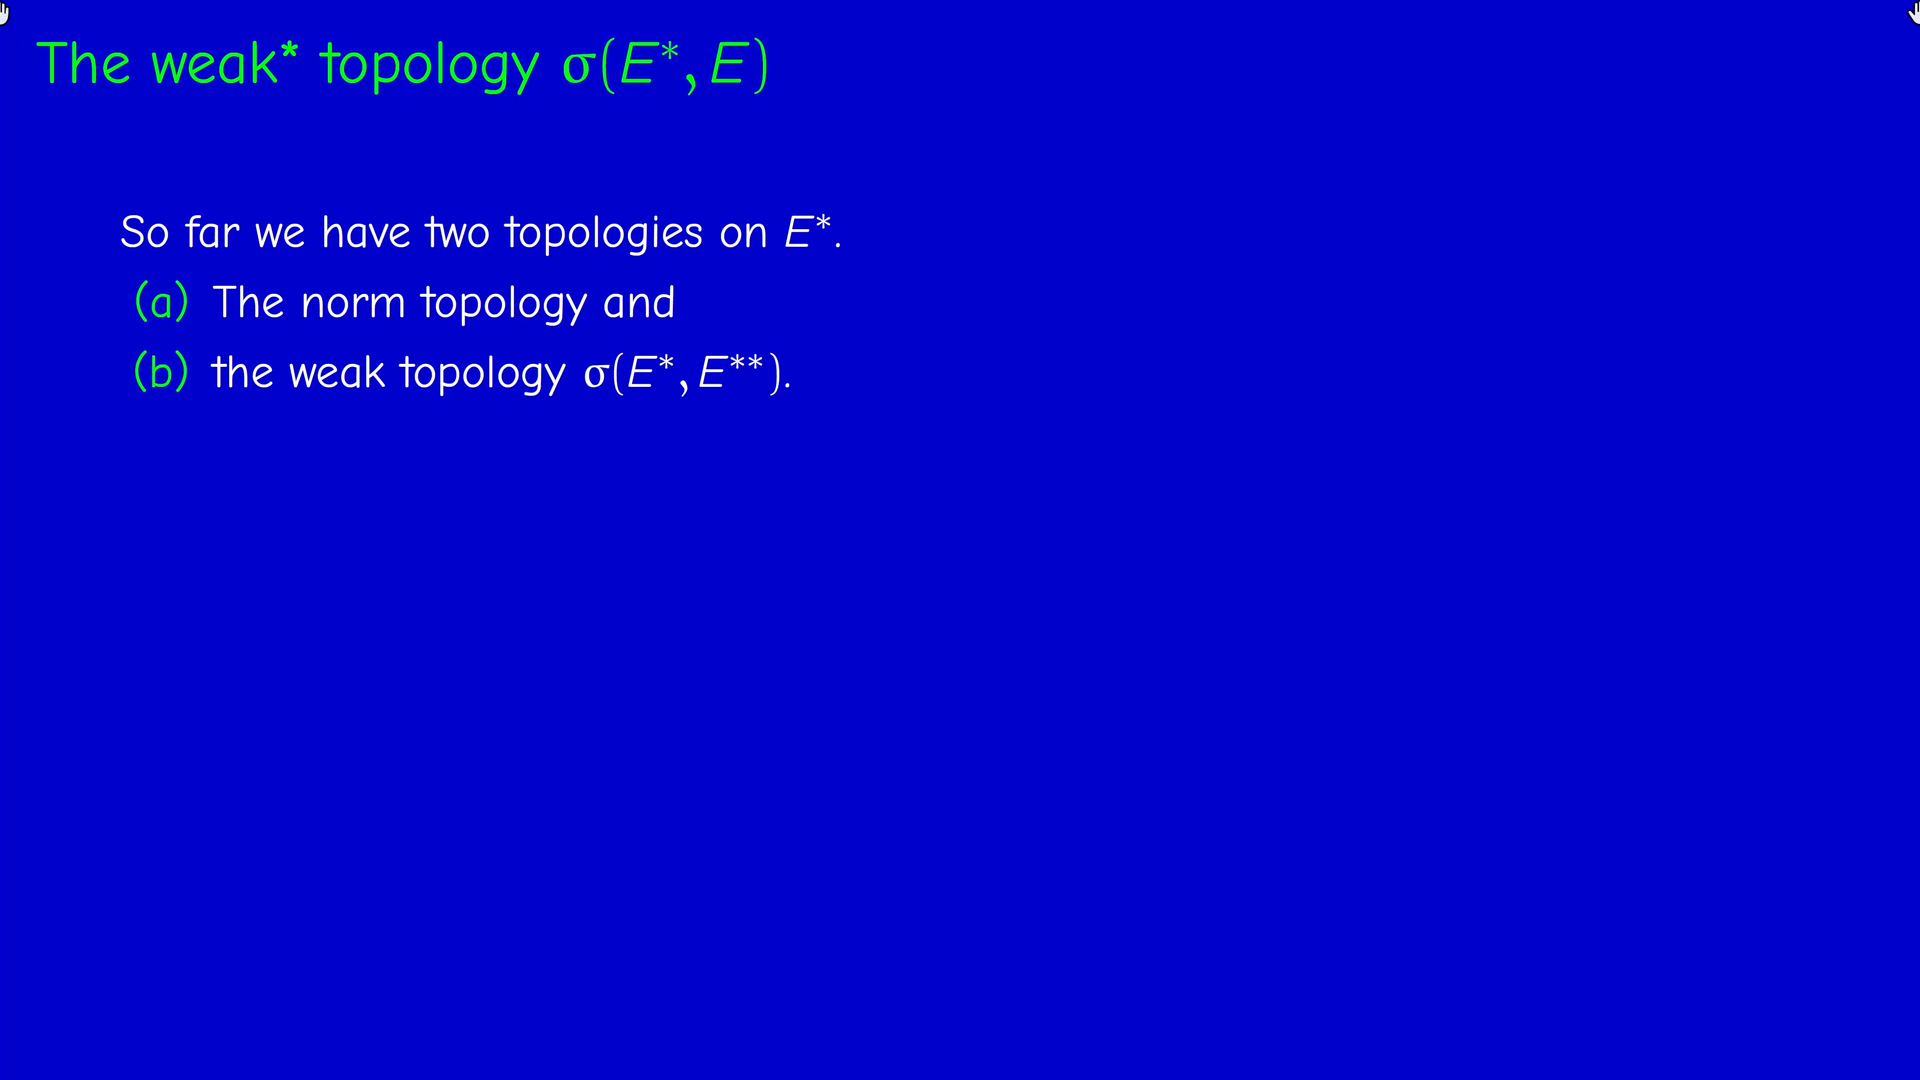 The weak* topology σ(E*, E)
So far we have two topologies on E*.
(a) The norm topology and
(b) the weak topology σ(E*, E**).